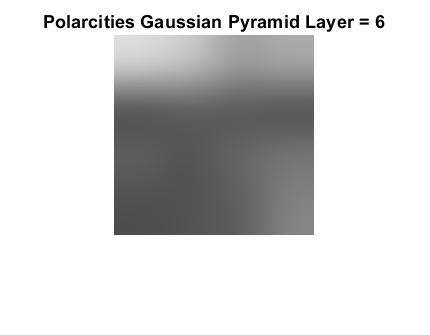 Polarcities Gaussian Pyramid Layer = 6